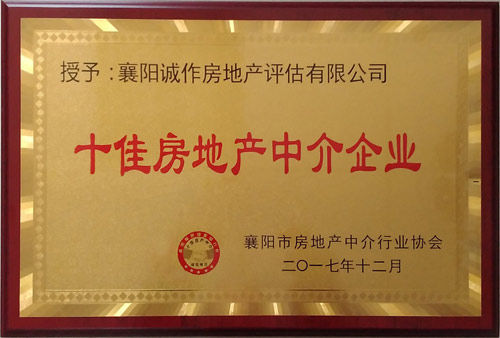 授予：襄阳诚作房地产评估有限公司
十佳房地产中介企业
襄阳市房地产中介行业协会
二〇一七年十二月